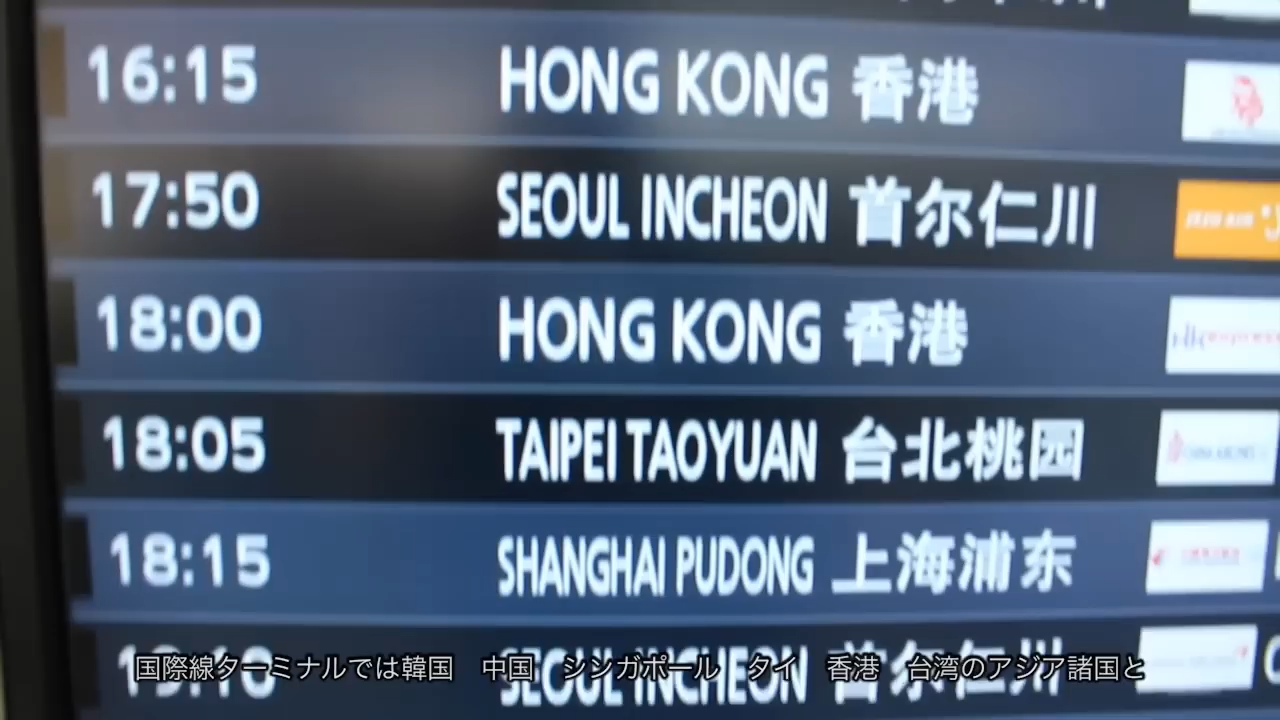 16:15 HONG KONG 香港
17:50 SEOUL INCHEON 首尔仁川
18:00 HONG KONG 香港
18:05 TAIPEI TAOYUAN 台北桃园
18:15 SHANGHAI PUDONG 上海浦东
19:10 SEOUL INCHEON 首尔仁川
国際線ターミナルでは韓国 中国 シンガポール タイ 香港 台湾のアジア諸国と